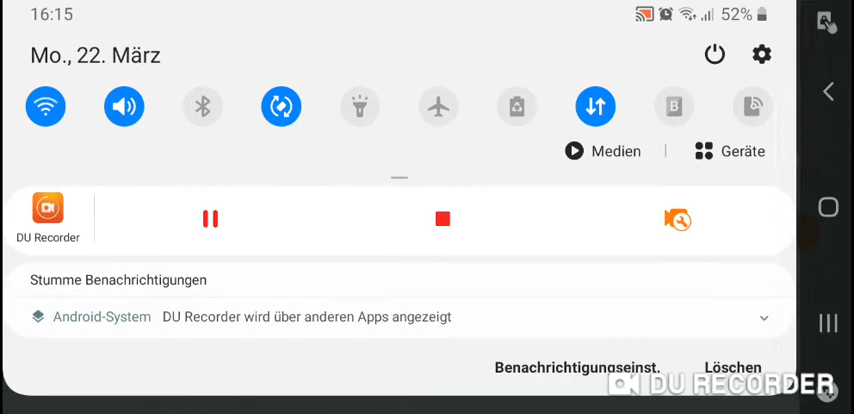 16:15
52%
Mo., 22. März
B
Medien | Geräte
DU Recorder
Stumme Benachrichtigungen
Android-System DU Recorder wird über anderen Apps angezeigt
Benachrichtigungseinst. Löschen
DU RECORDER